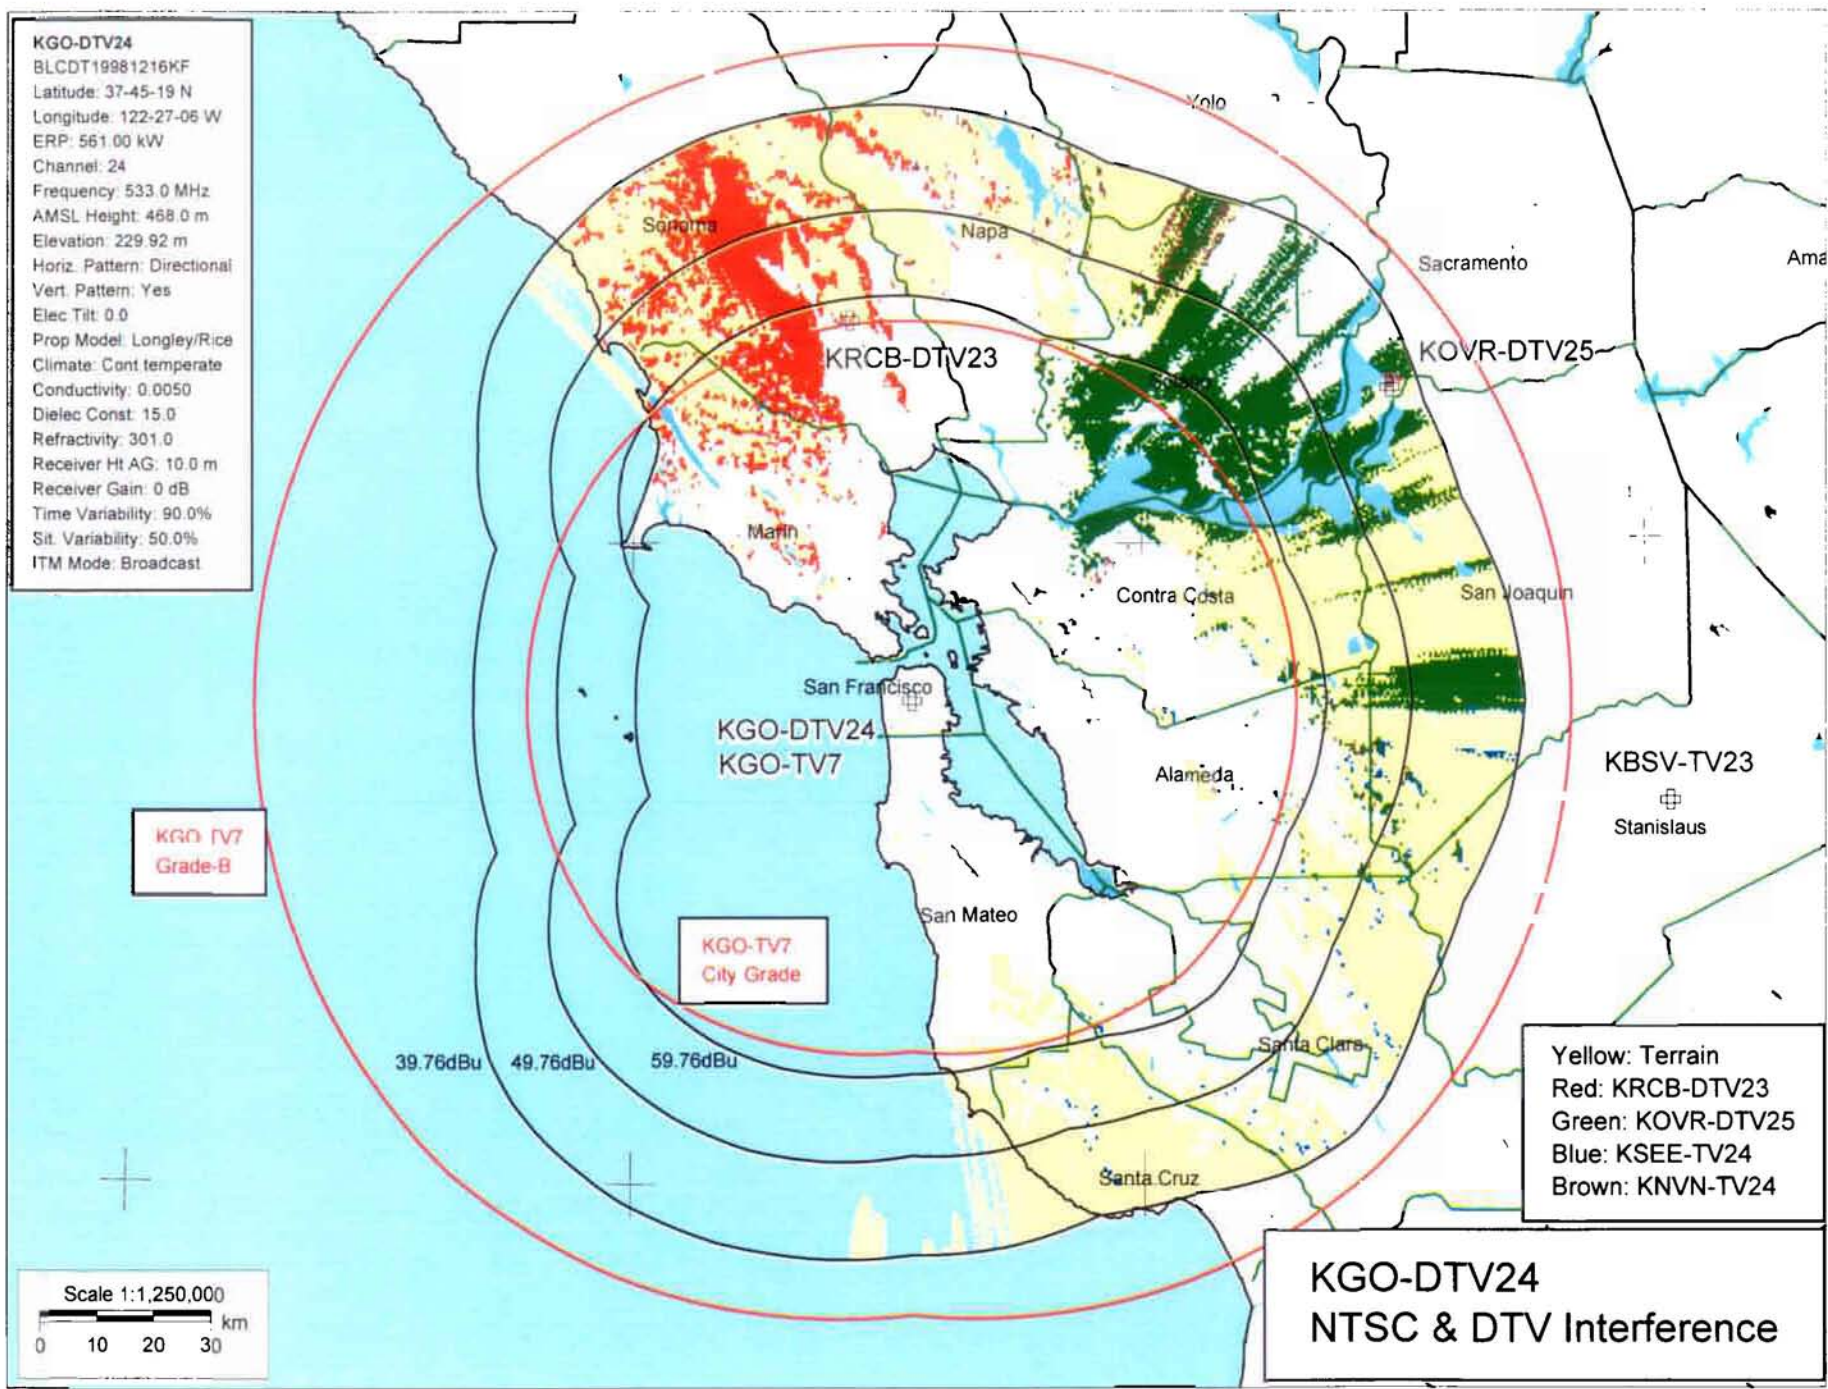 KGO-DTV24
BLCDT19981216KF
Latitude: 37-45-19 N
Longitude: 122-27-06 W
ERP: 561.00 kW
Channel: 24
Frequency: 533.0 MHz
AMSL Height: 468.0 m
Elevation: 229.92 m
Horiz. Pattern: Directional
Vert. Pattern: Yes
Elec Tilt: 0.0
Prop Model: Longley/Rice
Climate: Cont temperate
Conductivity: 0.0050
Dielec Const: 15.0
Refractivity: 301.0
Receiver Ht AG: 10.0 m
Receiver Gain: 0 dB
Time Variability: 90.0%
Sit. Variability: 50.0%
ITM Mode: Broadcast
Yolo
Sonoma
Napa
Sacramento
Ama
KRCB-DTV23
KOVR-DTV25
Marin
Contra Costa
San Joaquin
San Francisco
KGO-DTV24
KGO-TV7
Alameda
KBSV-TV23
Stanislaus
KGO-TV7
Grade-B
San Mateo
KGO-TV7
City Grade
39.76dBu
49.76dBu
59.76dBu
Santa Clara
Santa Cruz
Yellow: Terrain
Red: KRCB-DTV23
Green: KOVR-DTV25
Blue: KSEE-TV24
Brown: KNVN-TV24
Scale 1:1,250,000
km
0 10 20 30
KGO-DTV24
NTSC & DTV Interference